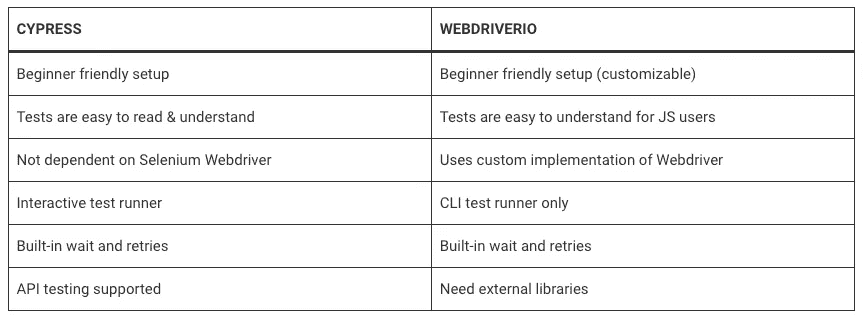 CYPRESS
WEBDRIVERIO
Beginner friendly setup
Beginner friendly setup (customizable)
Tests are easy to read & understand
Tests are easy to understand for JS users
Not dependent on Selenium Webdriver
Uses custom implementation of Webdriver
Interactive test runner
CLI test runner only
Built-in wait and retries
Built-in wait and retries
API testing supported
Need external libraries